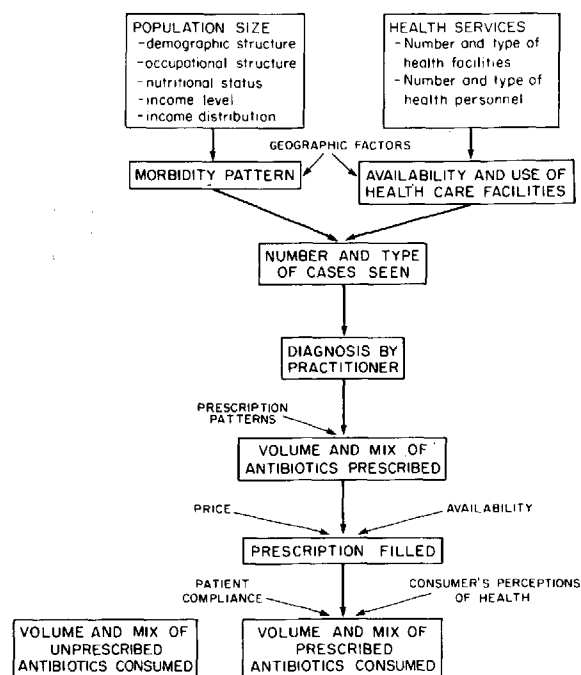 POPULATION SIZE
-demographic structure
-occupational structure
-nutritional status
-income level
-income distribution
HEALTH SERVICES
-Number and type of
health facilities
-Number and type of
health personnel
GEOGRAPHIC FACTORS
MORBIDITY PATTERN
AVAILABILITY AND USE OF
HEALTH CARE FACILITIES
NUMBER AND TYPE
OF CASES SEEN
DIAGNOSIS BY
PRACTITIONER
PRESCRIPTION
PATTERNS
VOLUME AND MIX OF
ANTIBIOTICS PRESCRIBED
PRICE
AVAILABILITY
PRESCRIPTION FILLED
PATIENT
COMPLIANCE
CONSUMER'S PERCEPTIONS
OF HEALTH
VOLUME AND MIX OF
UNPRESCRIBED
ANTIBIOTICS CONSUMED
VOLUME AND MIX OF
PRESCRIBED
ANTIBIOTICS CONSUMED